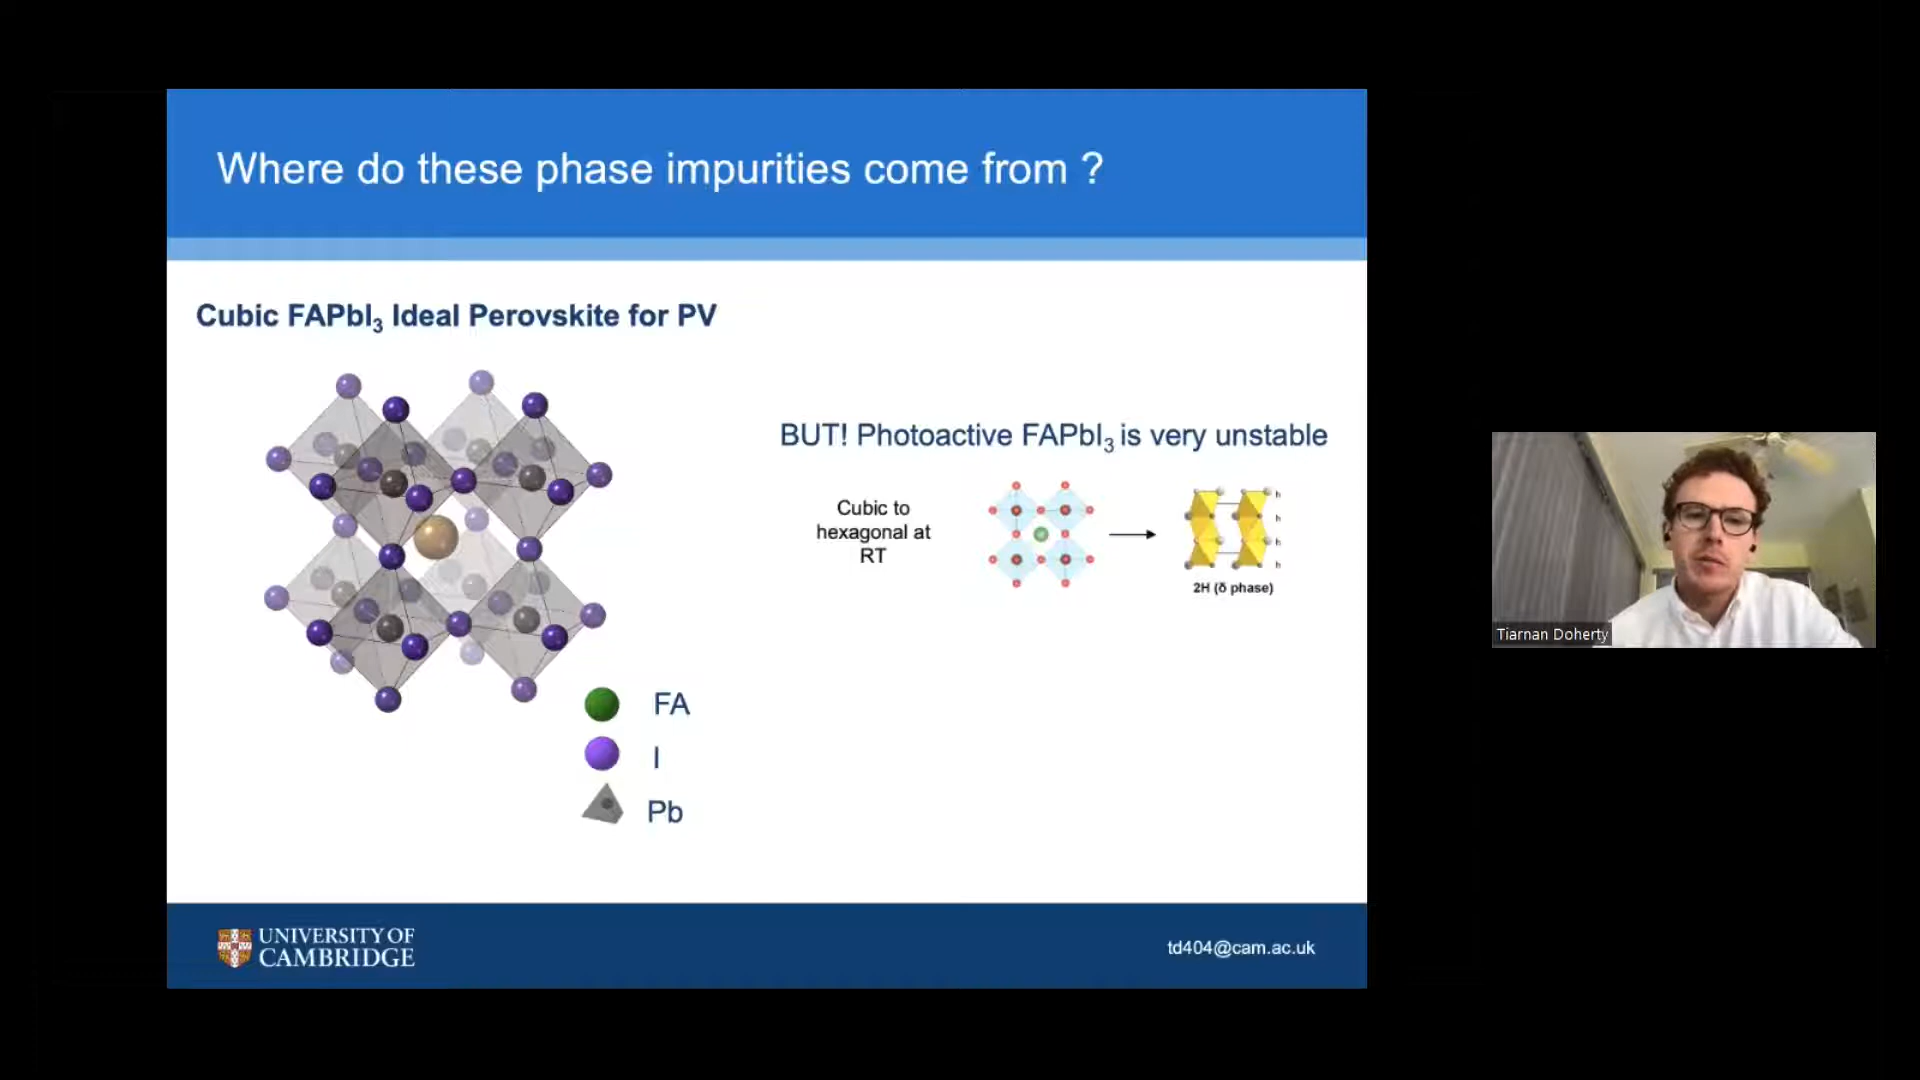 Where do these phase impurities come from ?
Cubic FAPbI3 Ideal Perovskite for PV
BUT! Photoactive FAPbI3 is very unstable
Cubic to
hexagonal at
RT
h
h
h
h
2H (δ phase)
FA
I
Pb
UNIVERSITY OF
CAMBRIDGE
td404@cam.ac.uk
Tiarnan Doherty